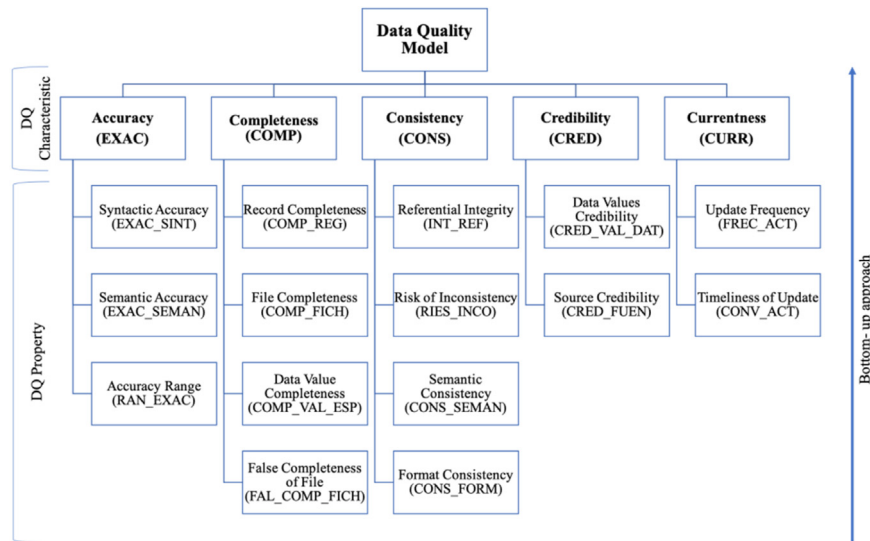 Data Quality
Model
DQ
Characteristic
Accuracy
(EXAC)
Completeness
(COMP)
Consistency
(CONS)
Credibility
(CRED)
Currentness
(CURR)
DQ Property
Syntactic Accuracy
(EXAC_SINT)
Semantic Accuracy
(EXAC_SEMAN)
Accuracy Range
(RAN_EXAC)
Record Completeness
(COMP_REG)
File Completeness
(COMP_FICH)
Data Value
Completeness
(COMP_VAL_ESP)
False Completeness
of File
(FAL_COMP_FICH)
Referential Integrity
(INT_REF)
Risk of Inconsistency
(RIES_INCO)
Semantic
Consistency
(CONS_SEMAN)
Format Consistency
(CONS_FORM)
Data Values
Credibility
(CRED_VAL_DAT)
Source Credibility
(CRED_FUEN)
Update Frequency
(FREC_ACT)
Timeliness of Update
(CONV_ACT)
Bottom- up approach